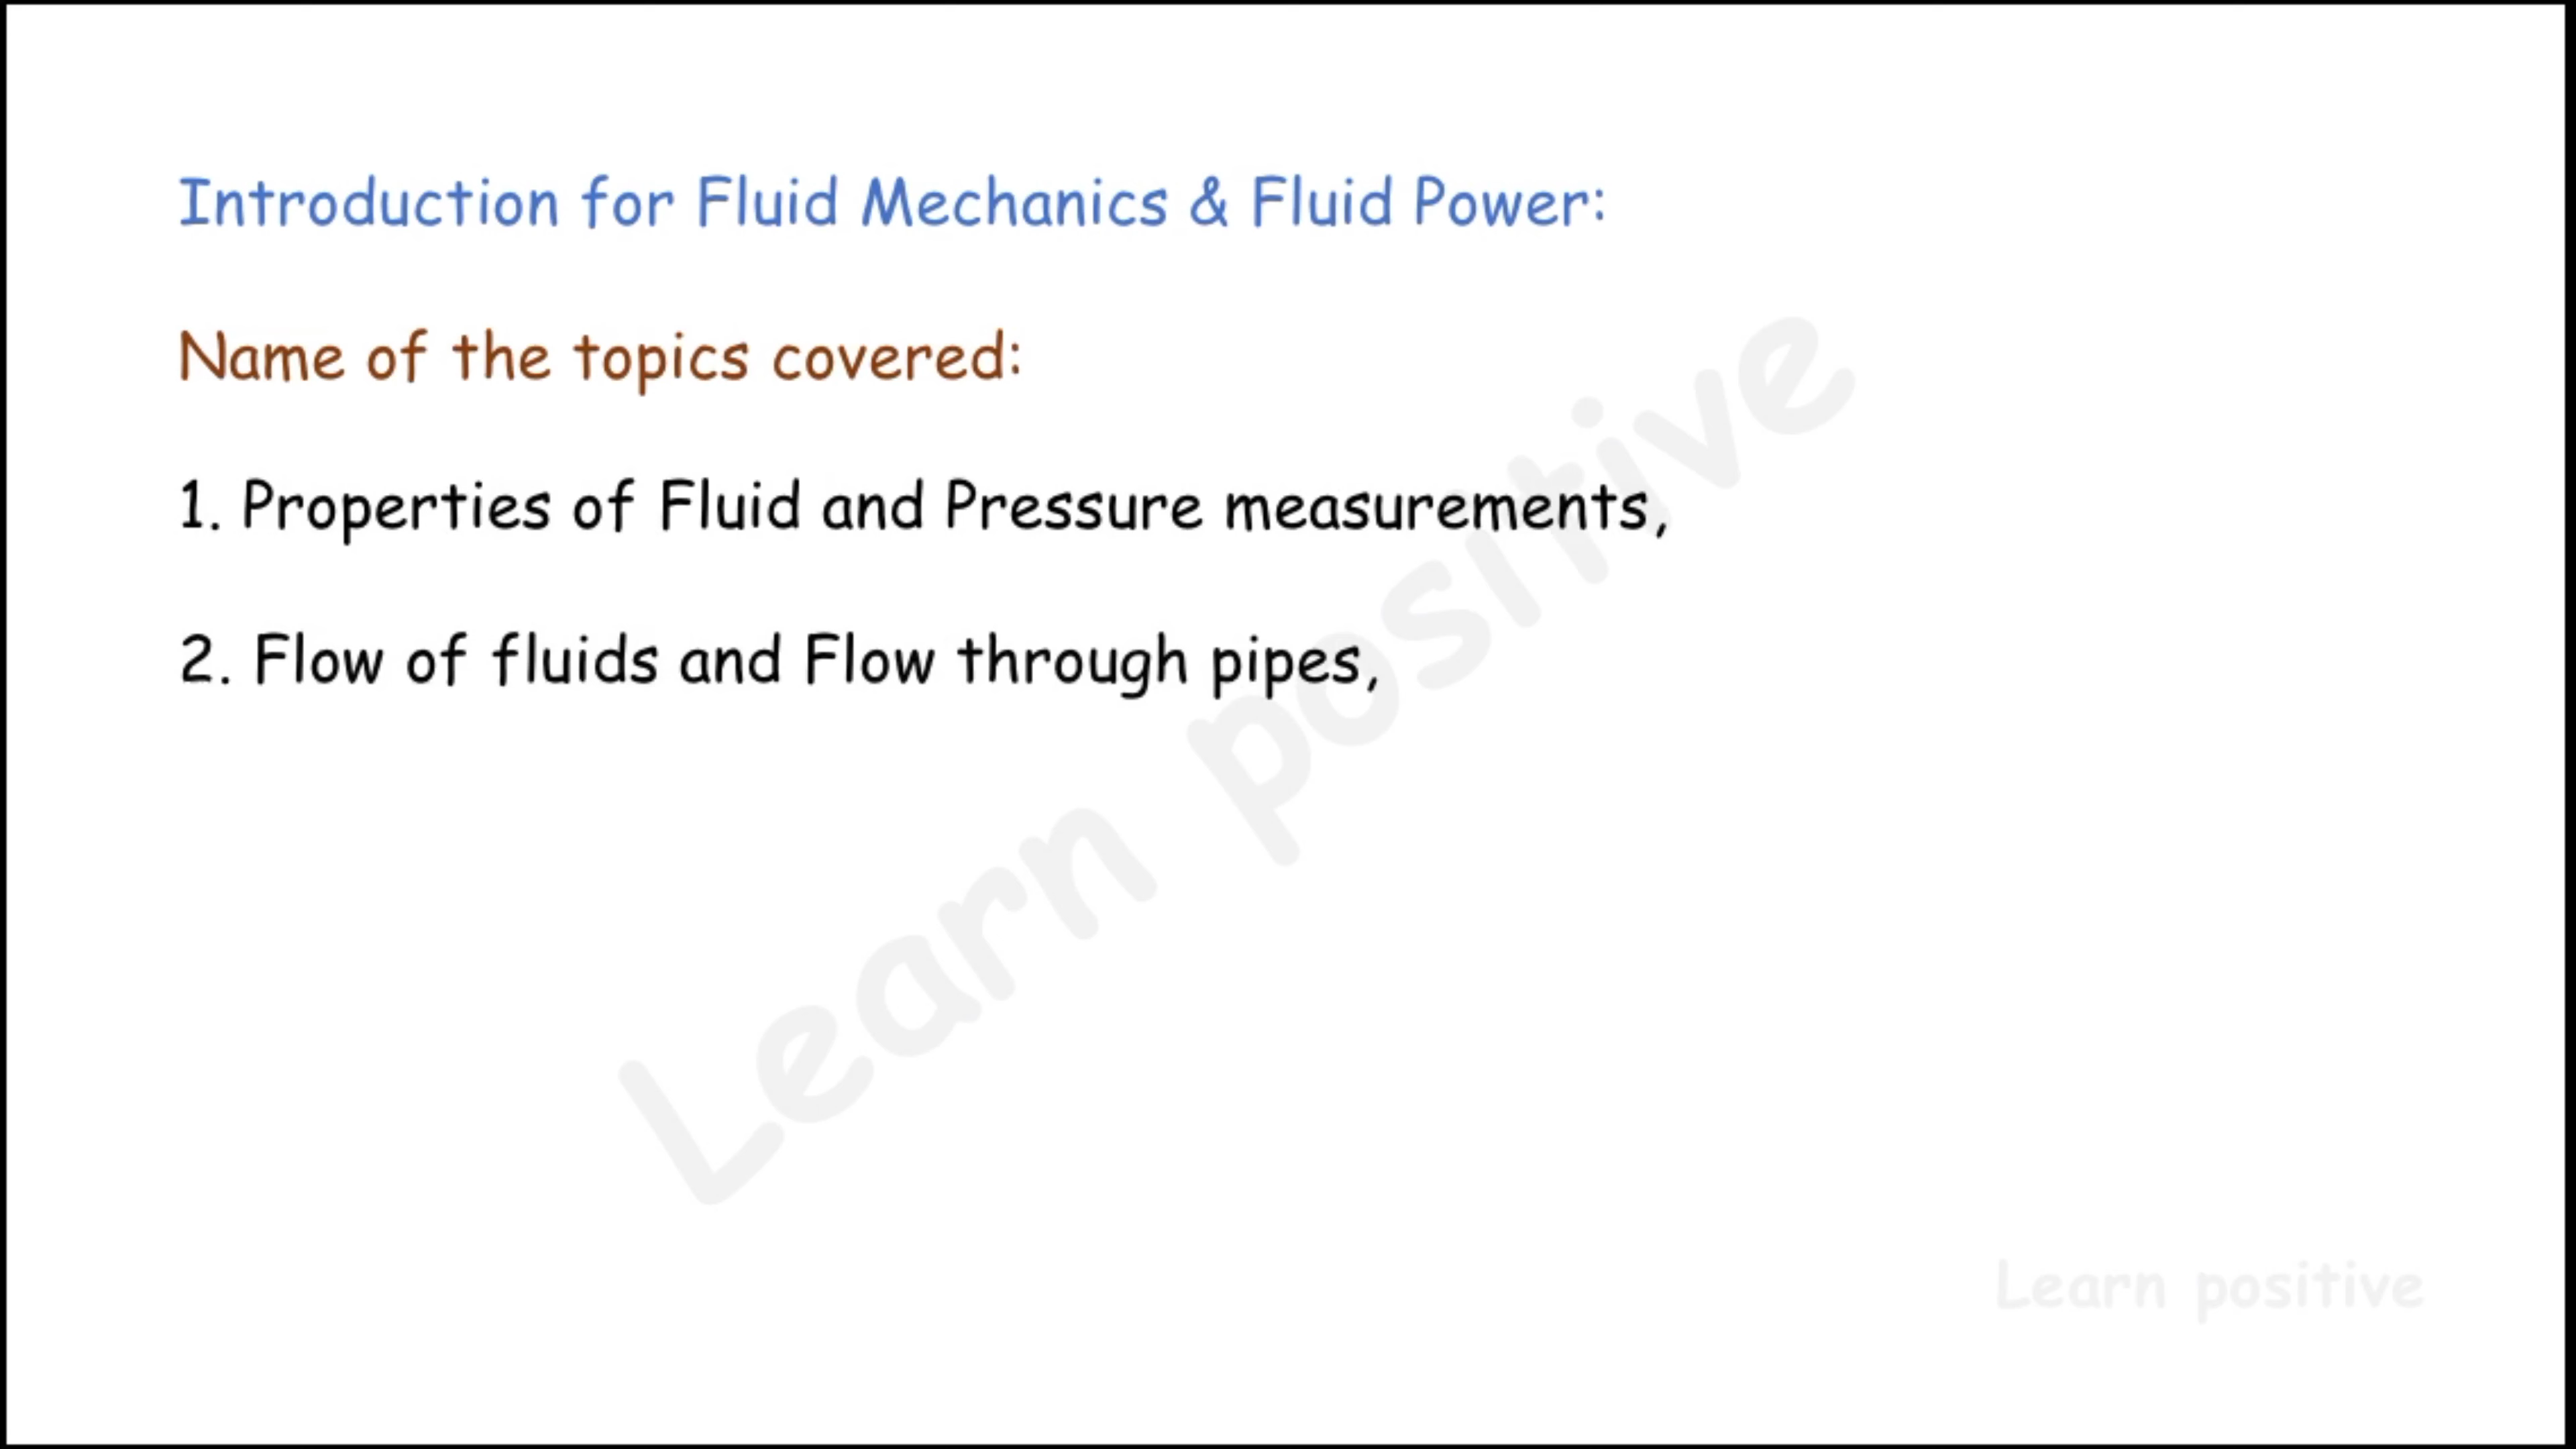 Introduction for Fluid Mechanics & Fluid Power:
Name of the topics covered:
1. Properties of Fluid and Pressure measurements,
2. Flow of fluids and Flow through pipes,
Learn positive
Learn positive